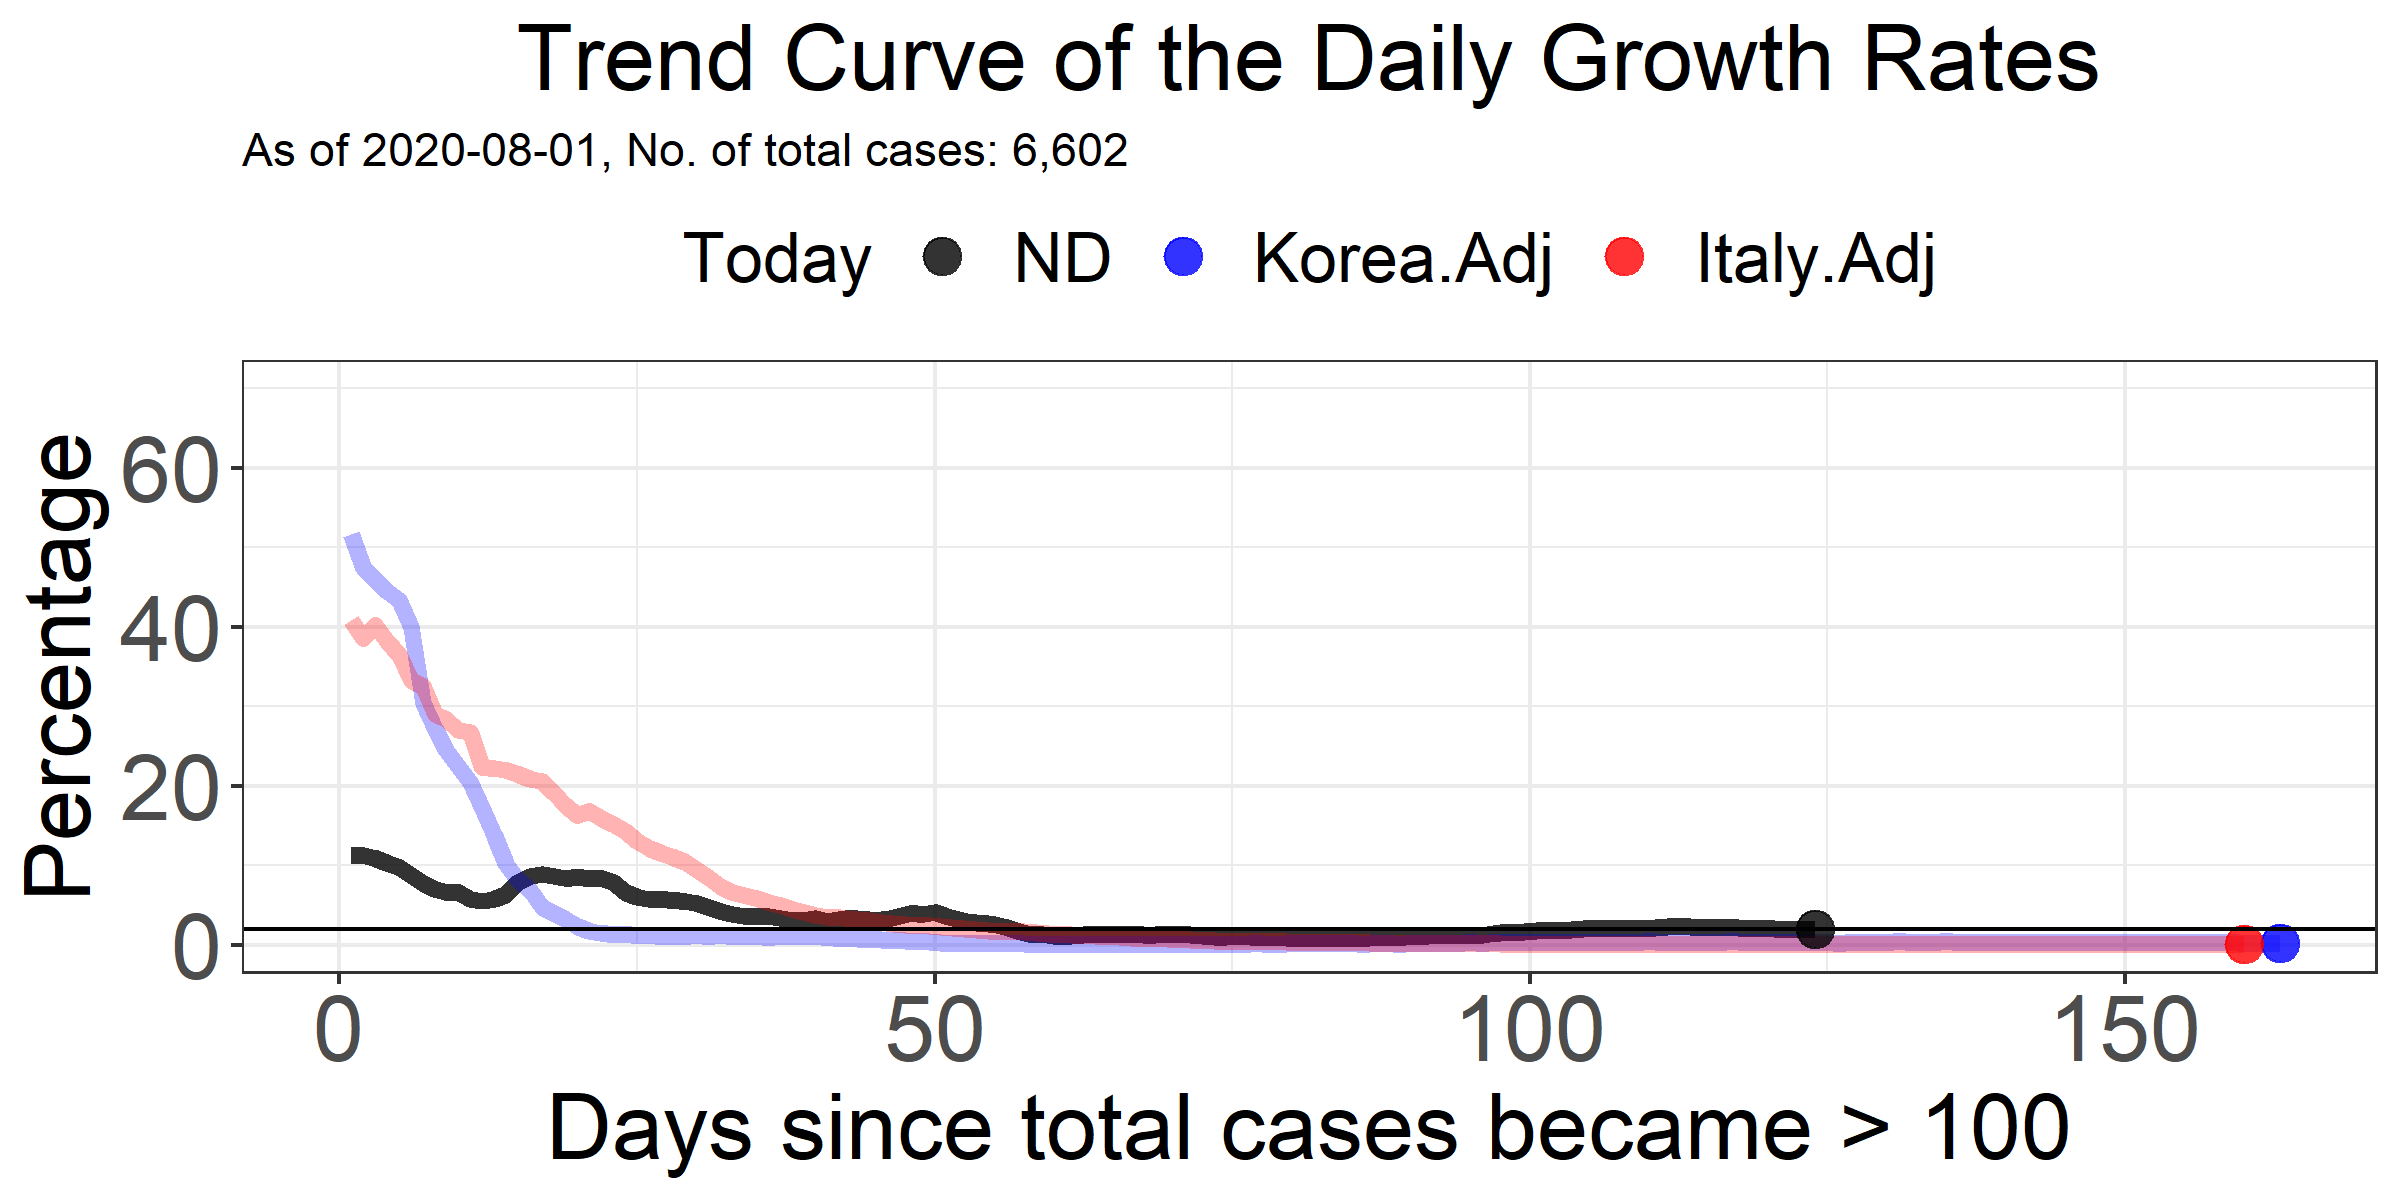 Trend Curve of the Daily Growth Rates
As of 2020-08-01, No. of total cases: 6,602
Today ND Korea.Adj Italy.Adj
Percentage
60
40
20
0
0 50 100 150
Days since total cases became > 100